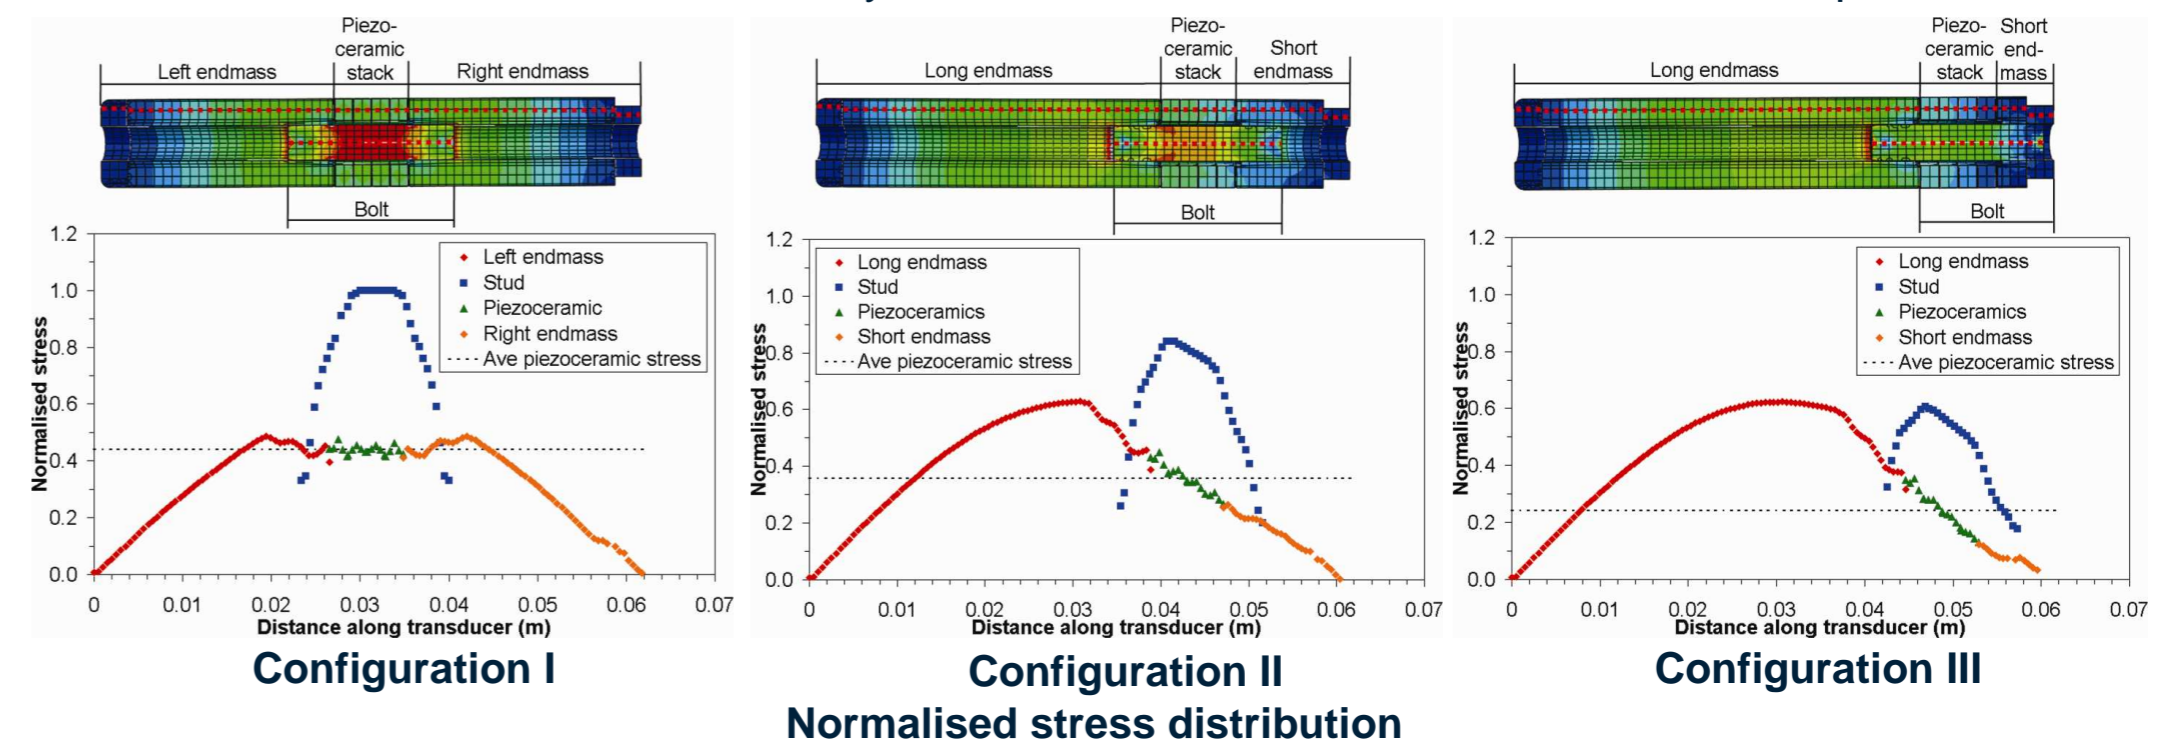 Piezo-
ceramic
stack
Left endmass
Right endmass
Bolt
1.2
1.0
0.8
0.6
0.4
0.2
0.0
Normalised stress
Left endmass
Stud
Piezoceramic
Right endmass
Ave piezoceramic stress
0 0.01 0.02 0.03 0.04 0.05 0.06 0.07
Distance along transducer (m)
Configuration I
Piezo-
ceramic
stack
Long endmass
Short
endmass
Bolt
1.2
1.0
0.8
0.6
0.4
0.2
0.0
Normalised stress
Long endmass
Stud
Piezoceramics
Short endmass
Ave piezoceramic stress
0 0.01 0.02 0.03 0.04 0.05 0.06 0.07
Distance along transducer (m)
Configuration II
Piezo-
ceramic
stack
Short
end-
mass
Long endmass
Bolt
1.2
1.0
0.8
0.6
0.4
0.2
0.0
Normalised stress
Long endmass
Stud
Piezoceramics
Short endmass
Ave piezoceramic stress
0 0.01 0.02 0.03 0.04 0.05 0.06 0.07
Distance along transducer (m)
Configuration III
Normalised stress distribution